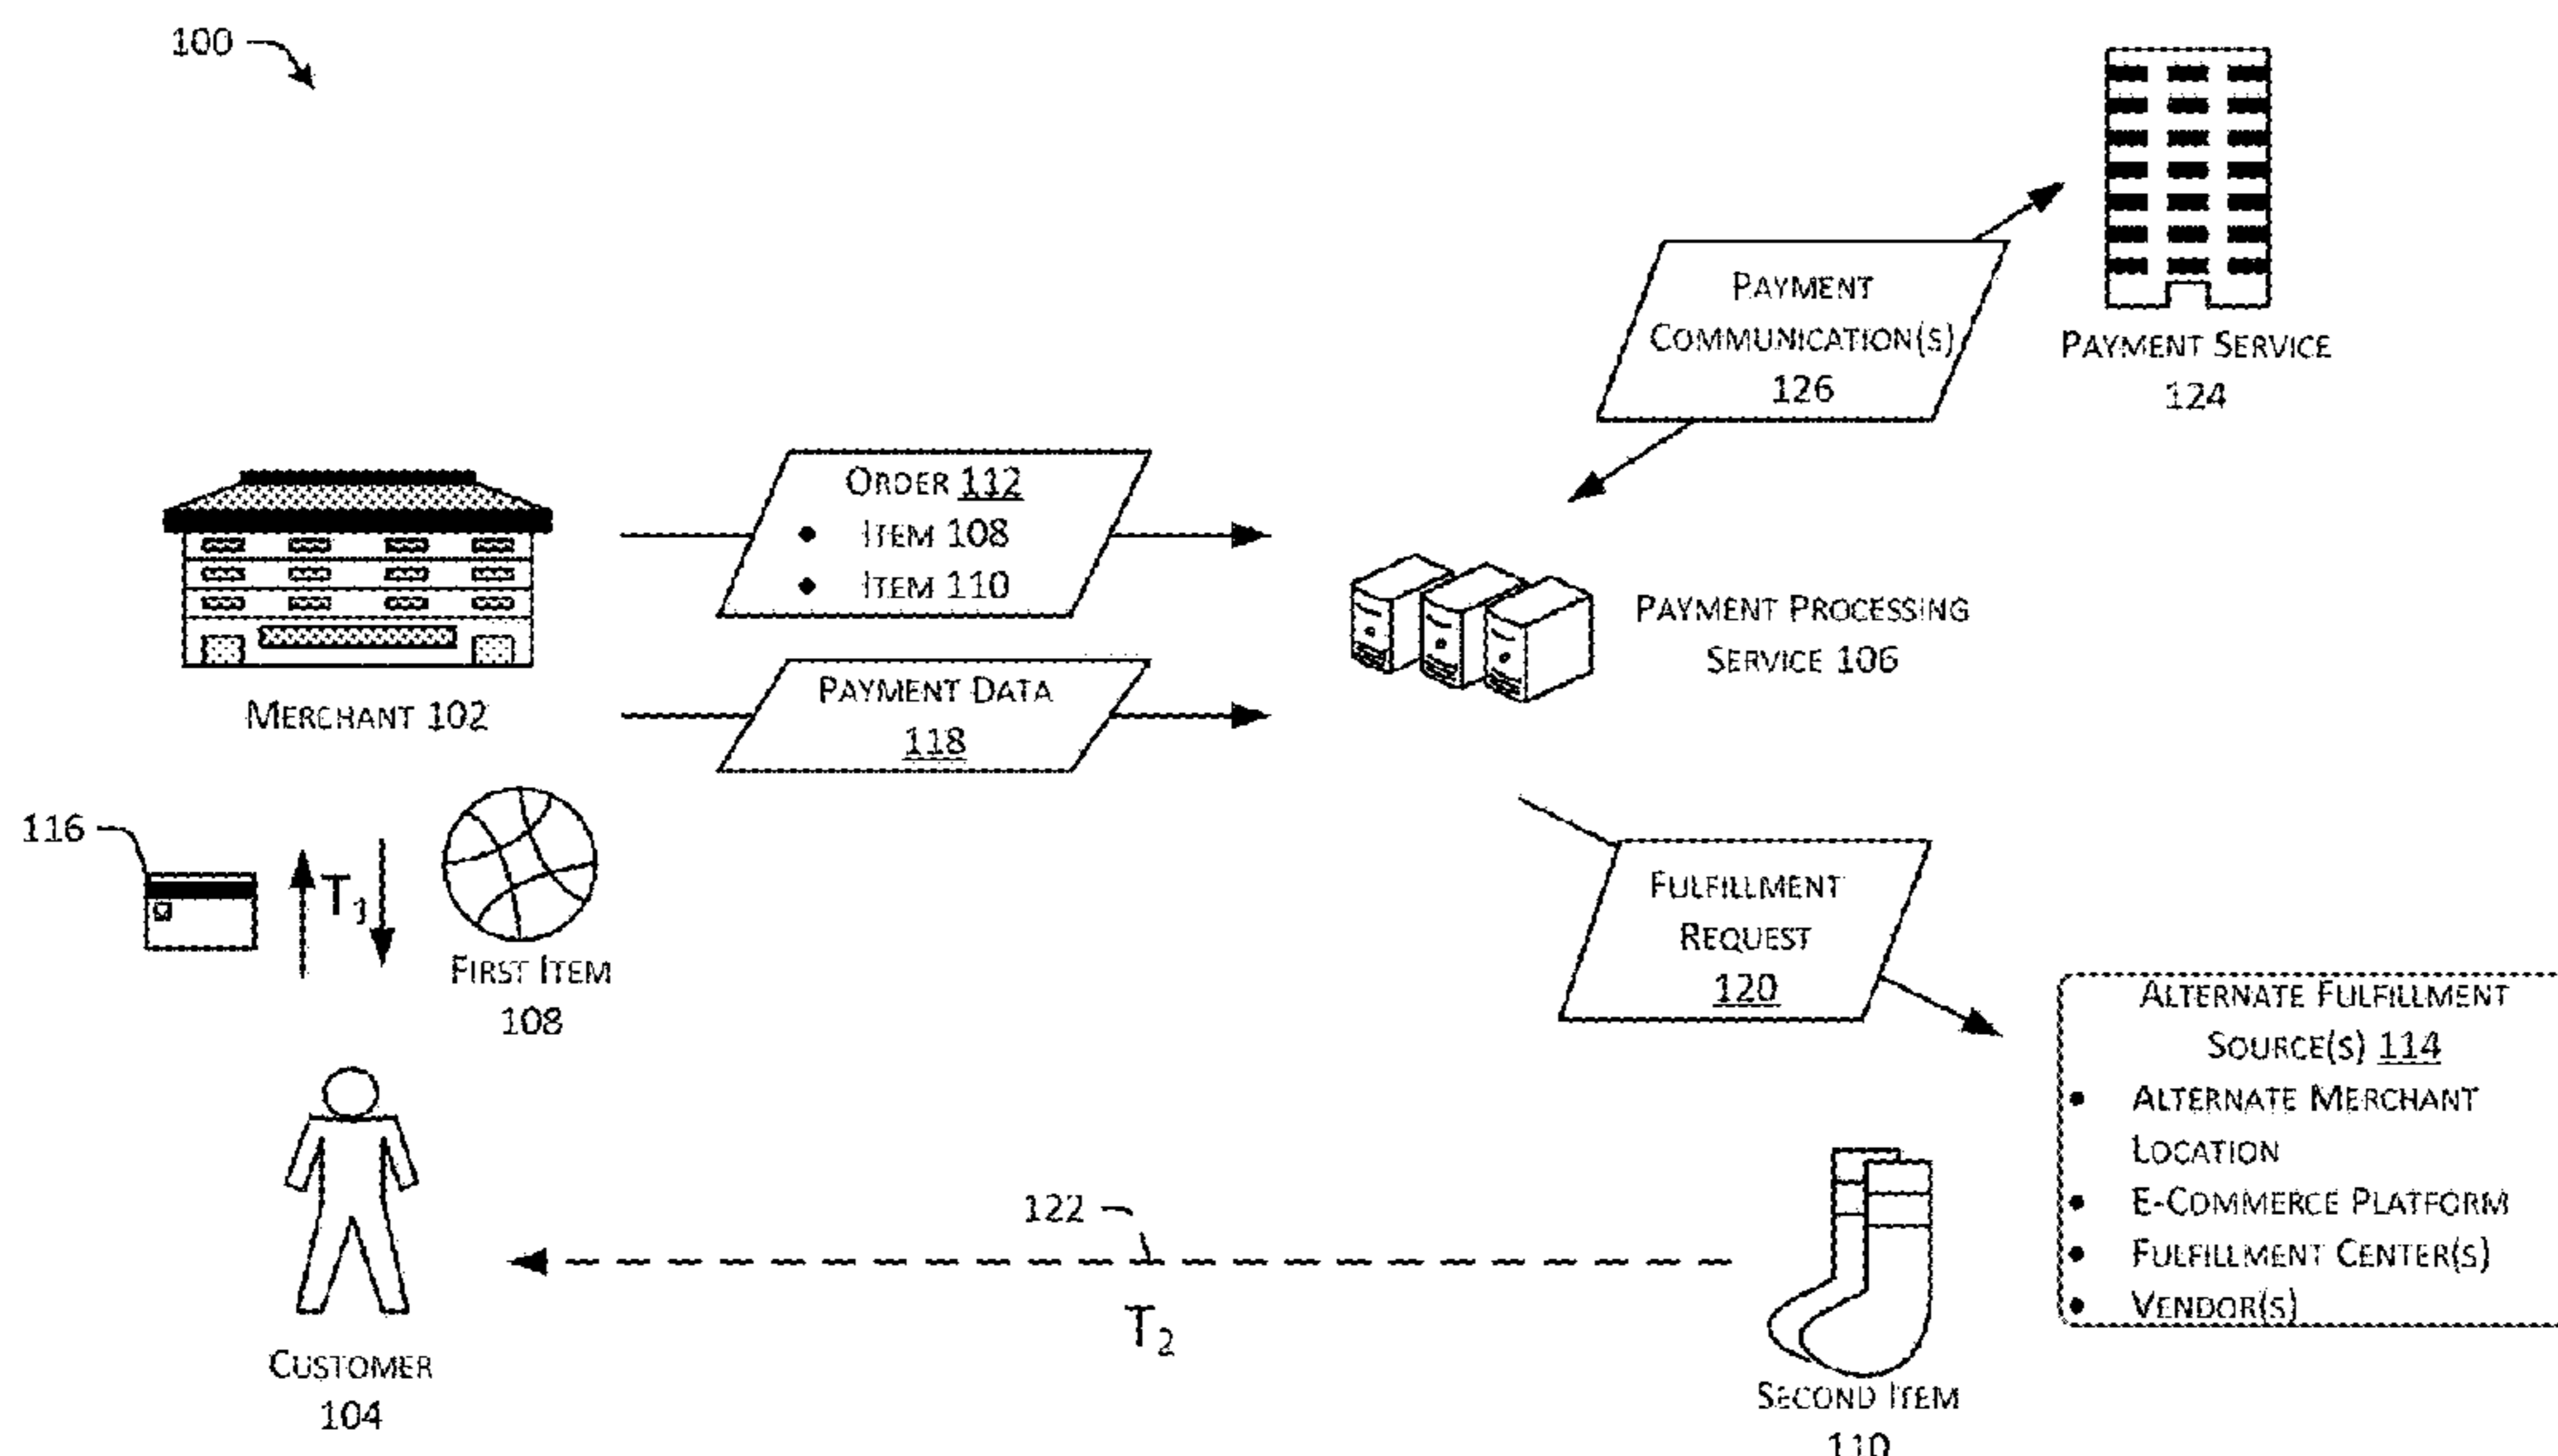 100
PAYMENT
COMMUNICATION(S)
126
PAYMENT SERVICE
124
ORDER 112
• ITEM 108
• ITEM 110
PAYMENT PROCESSING
SERVICE 106
MERCHANT 102
PAYMENT DATA
118
116
T1
FIRST ITEM
108
FULFILLMENT
REQUEST
120
ALTERNATE FULFILLMENT
SOURCE(S) 114
• ALTERNATE MERCHANT
LOCATION
• E-COMMERCE PLATFORM
• FULFILLMENT CENTER(S)
• VENDOR(S)
122
T2
CUSTOMER
104
SECOND ITEM
110